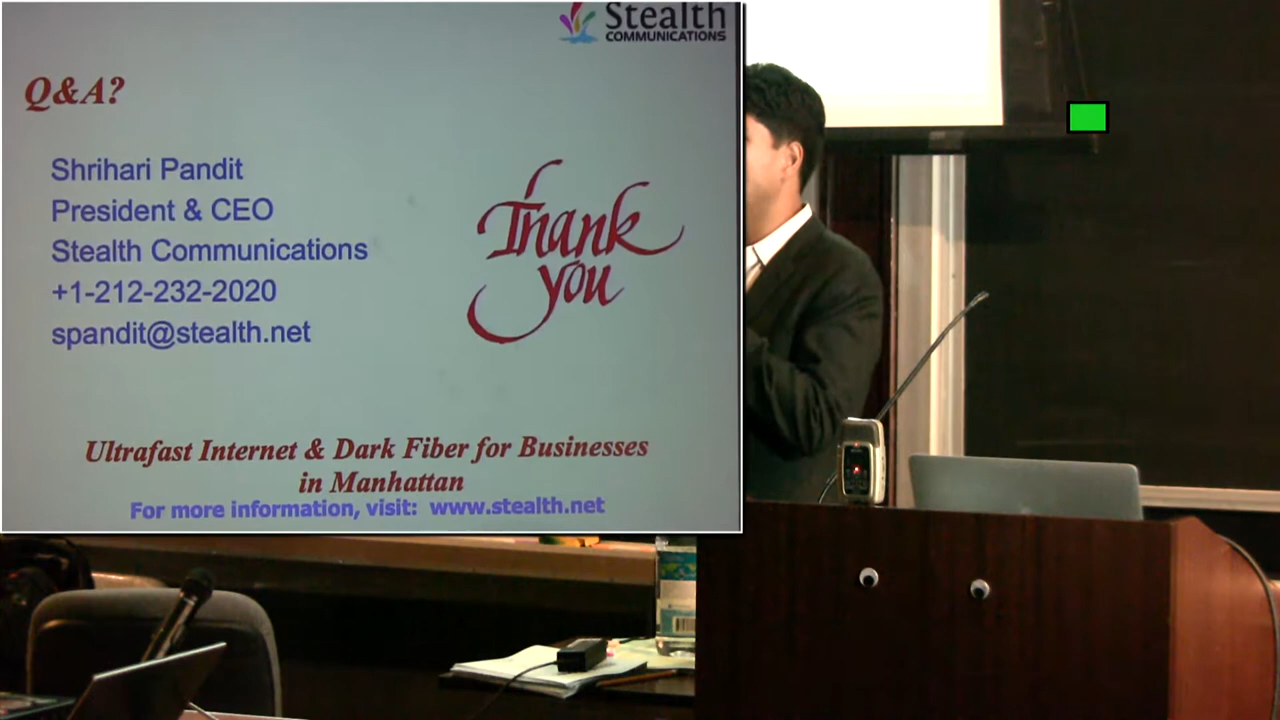 Stealth
COMMUNICATIONS
Q&A?
Shrihari Pandit
President & CEO
Stealth Communications
+1-212-232-2020
spandit@stealth.net
Thank
you
Ultrafast Internet & Dark Fiber for Businesses
in Manhattan
For more information, visit: www.stealth.net